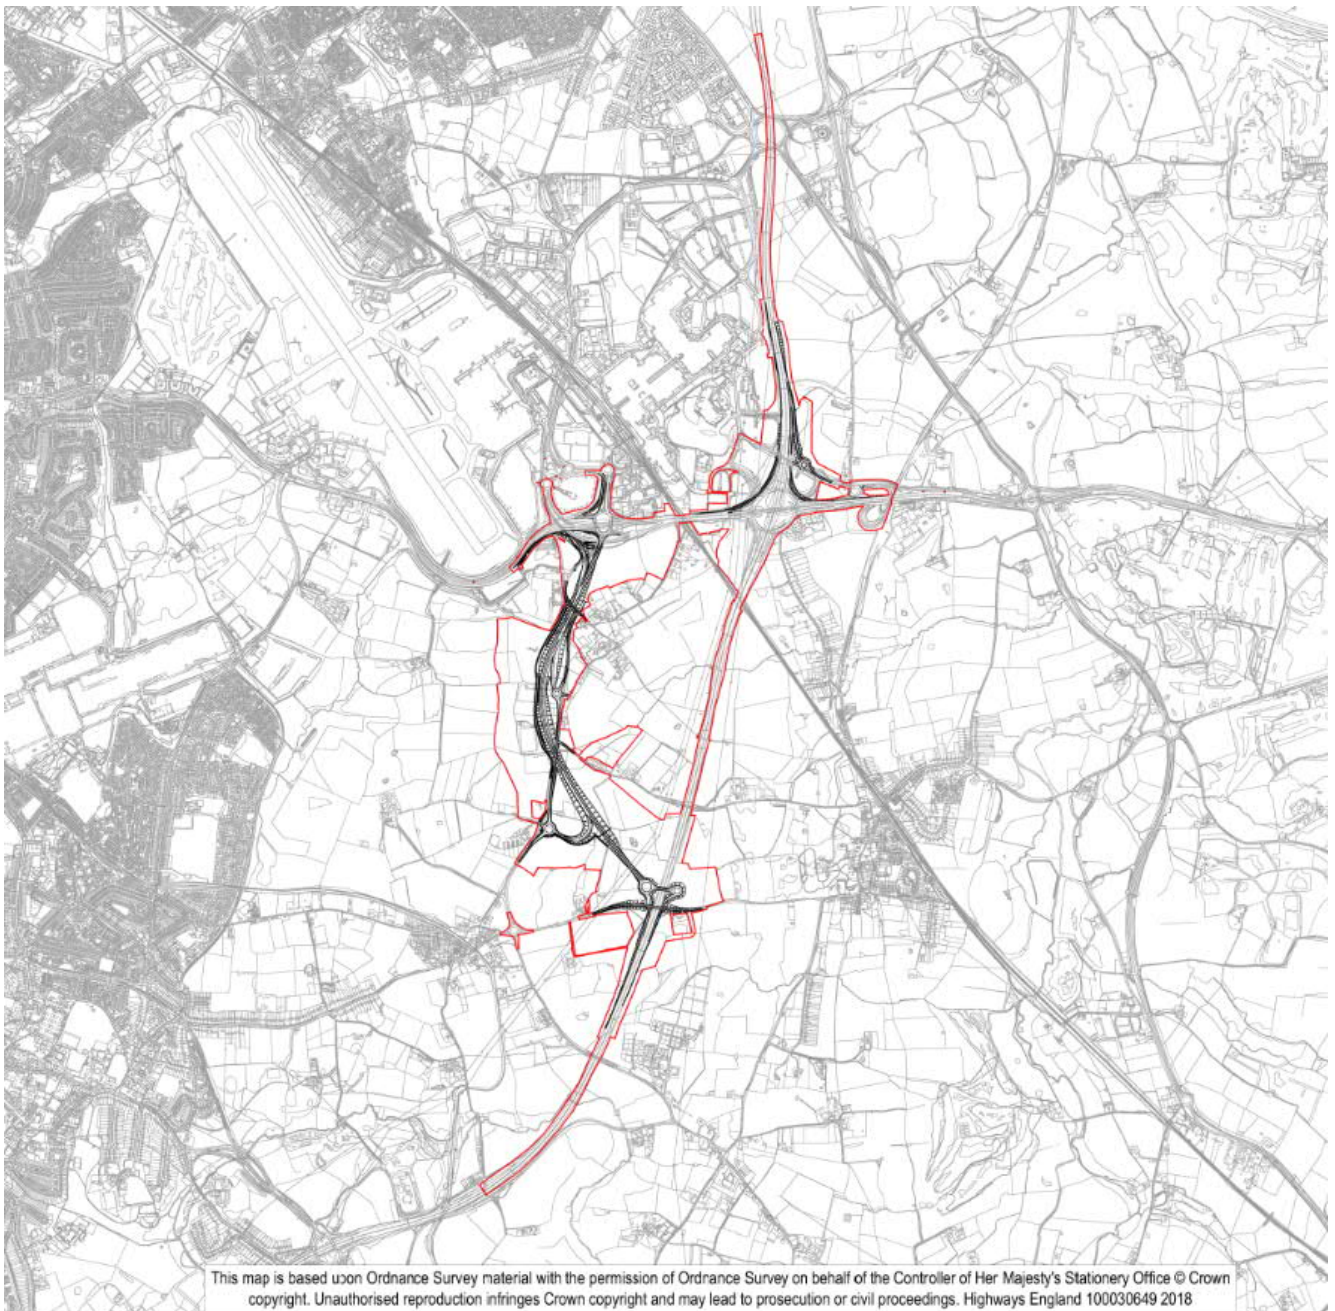 This map is based upon Ordnance Survey material with the permission of Ordnance Survey on behalf of the Controller of Her Majesty's Stationery Office © Crown
copyright. Unauthorised reproduction infringes Crown copyright and may lead to prosecution or civil proceedings. Highways England 100030649 2018